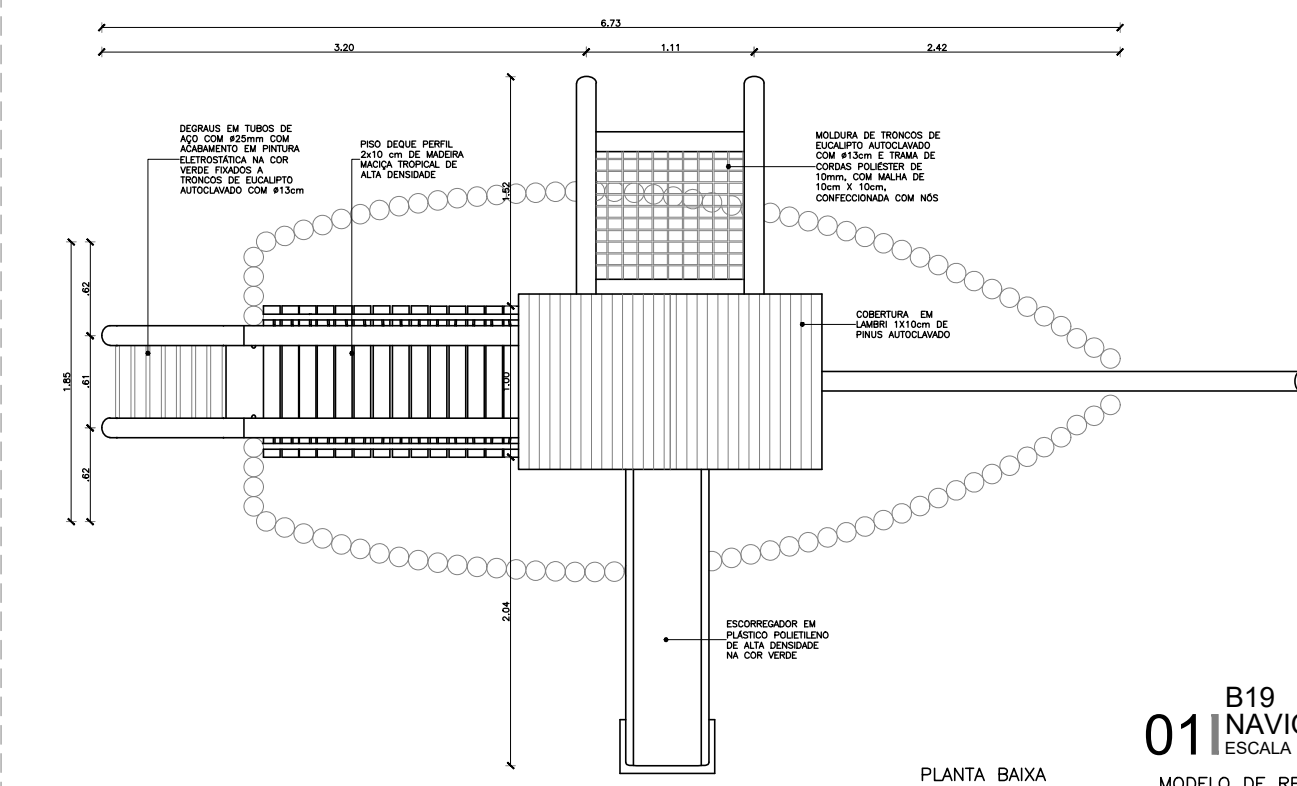 6.73
3.20
1.11
2.42
DEGRAUS EM TUBOS DE
AÇO COM ø25mm COM
ACABAMENTO EM PINTURA
ELETROSTÁTICA NA COR
VERDE FIXADOS A
TRONCOS DE EUCALIPTO
AUTOCLAVADO COM ø13cm
PISO DEQUE PERFIL
2x10 cm DE MADEIRA
MACIÇA TROPICAL DE
ALTA DENSIDADE
MOLDURA DE TRONCOS DE
EUCALIPTO AUTOCLAVADO
COM ø13cm E TRAMA DE
CORDAS POLIÉSTER DE
10mm, COM MALHA DE
10cm X 10cm,
CONFECCIONADA COM NÓS
1.52
.62
1.85
.61
.62
1.00
COBERTURA EM
LAMBRI 1X10cm DE
PINUS AUTOCLAVADO
2.04
ESCORREGADOR EM
PLÁSTICO POLIETILENO
DE ALTA DENSIDADE
NA COR VERDE
PLANTA BAIXA
01
B19
NAVIO
ESCALA
MODELO DE RE